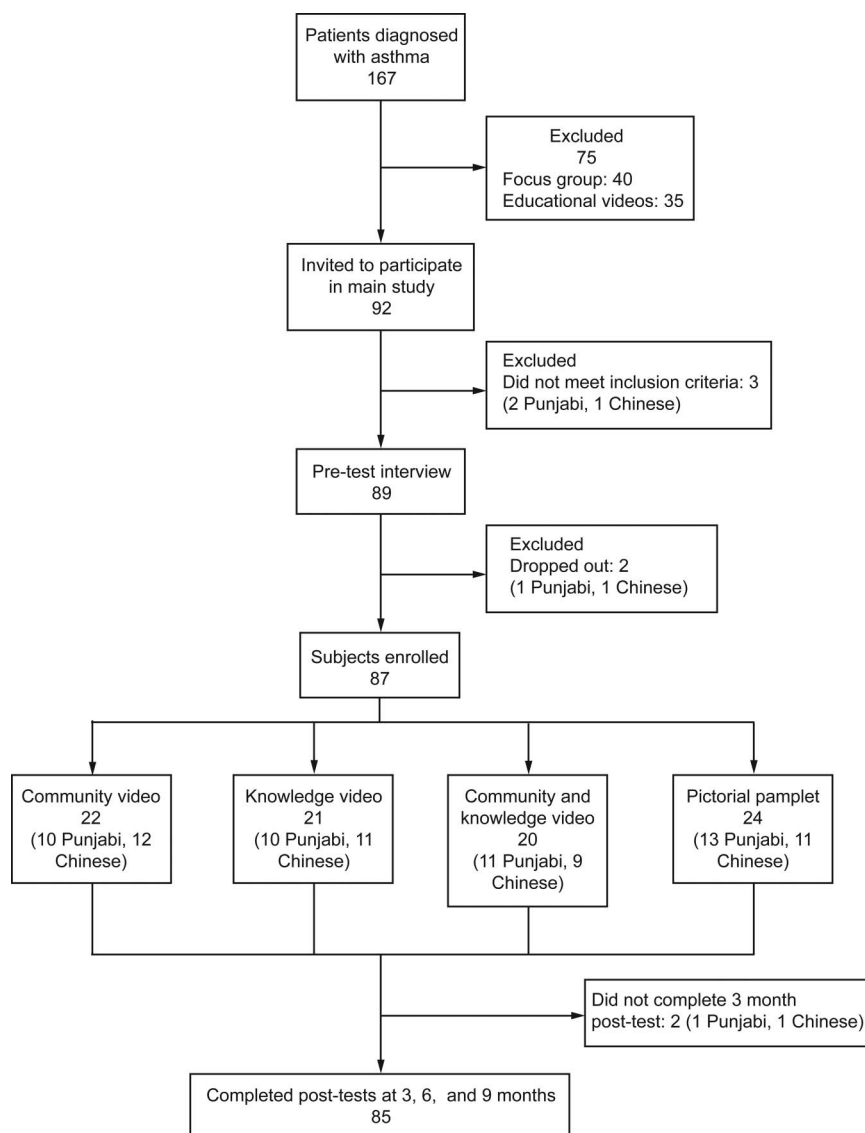 Patients diagnosed
with asthma
167
Excluded
75
Focus group: 40
Educational videos: 35
Invited to participate
in main study
92
Excluded
Did not meet inclusion criteria: 3
(2 Punjabi, 1 Chinese)
Pre-test interview
89
Excluded
Dropped out: 2
(1 Punjabi, 1 Chinese)
Subjects enrolled
87
Community video
22
(10 Punjabi, 12
Chinese)
Knowledge video
21
(10 Punjabi, 11
Chinese)
Community and
knowledge video
20
(11 Punjabi, 9
Chinese)
Pictorial pamplet
24
(13 Punjabi, 11
Chinese)
Did not complete 3 month
post-test: 2 (1 Punjabi, 1 Chinese)
Completed post-tests at 3, 6, and 9 months
85